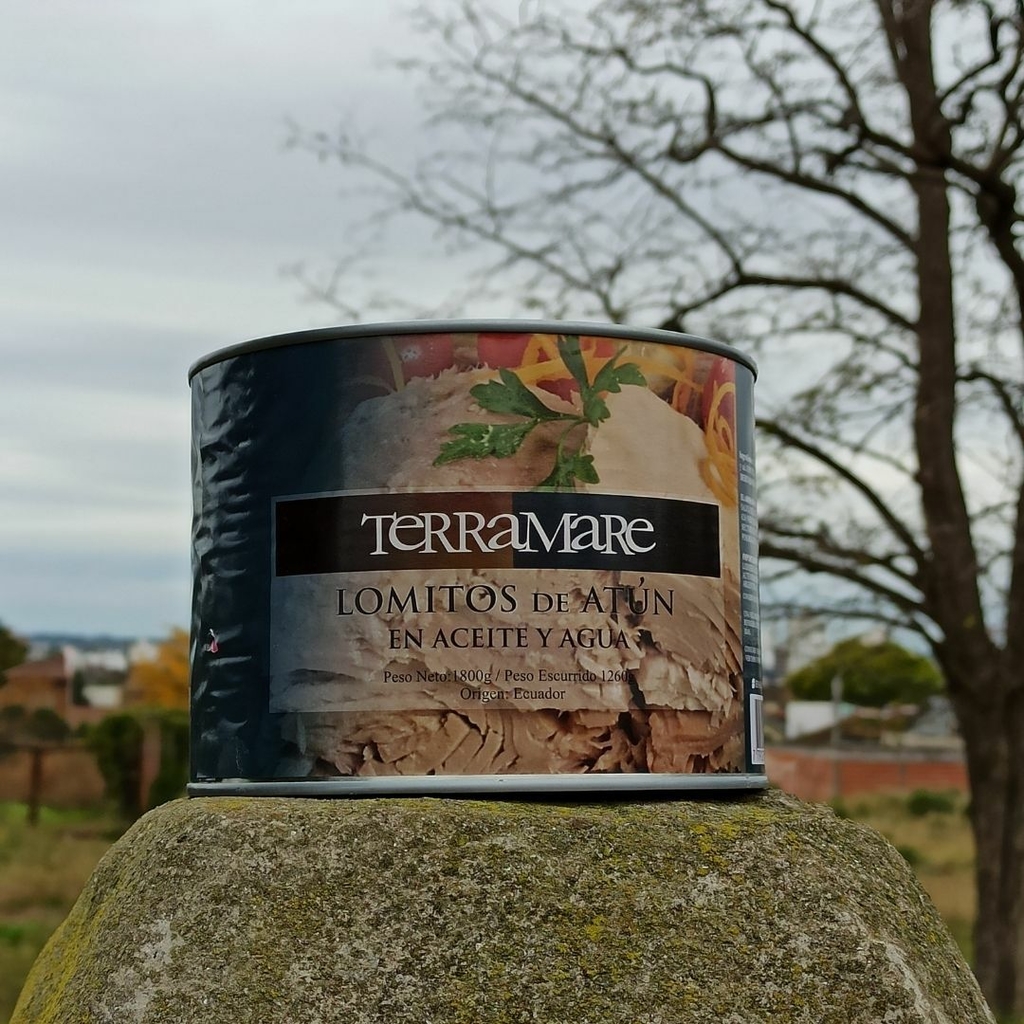 TERRAMARE
LOMITOS DE ATÚN
EN ACEITE Y AGUA
Peso Neto:1800g / Peso Escurrido 1260g
Origen: Ecuador